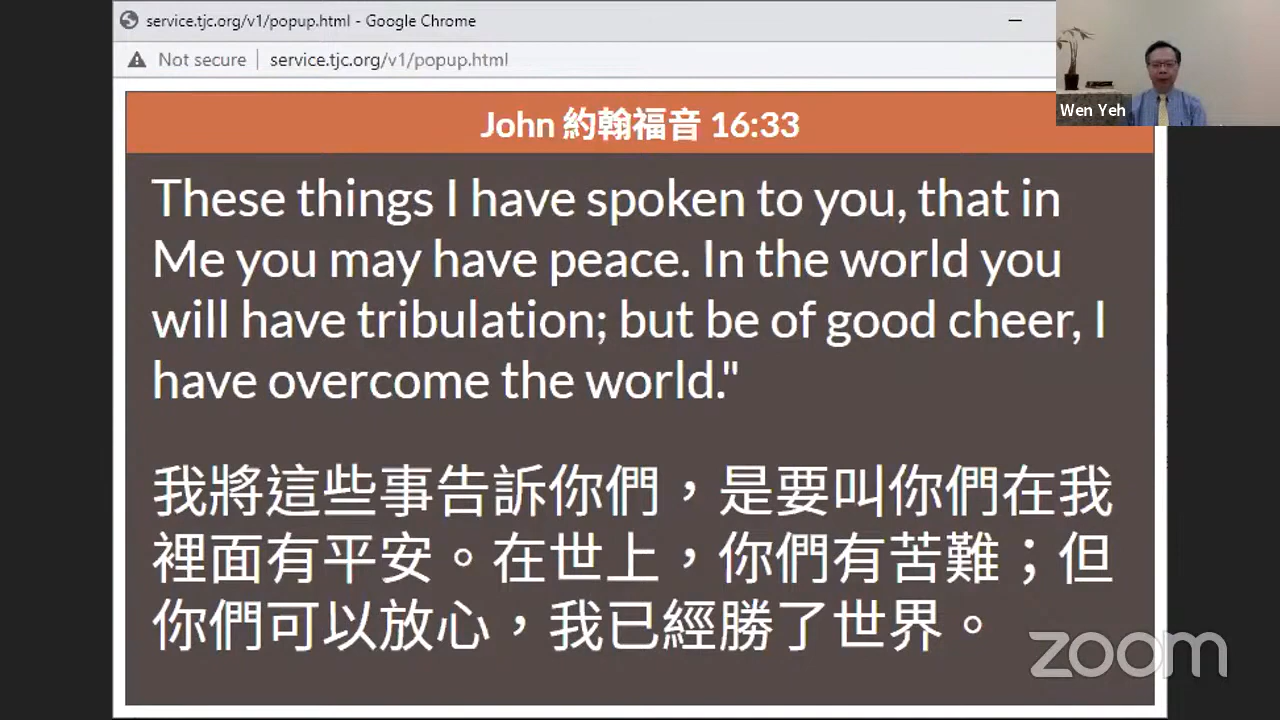 service.tjc.org/v1/popup.html - Google Chrome
Not secure | service.tjc.org/v1/popup.html
Wen Yeh
John 約翰福音 16:33
These things I have spoken to you, that in
Me you may have peace. In the world you
will have tribulation; but be of good cheer, I
have overcome the world."
我將這些事告訴你們，是要叫你們在我
裡面有平安。在世上，你們有苦難；但
你們可以放心，我已經勝了世界。
zoom